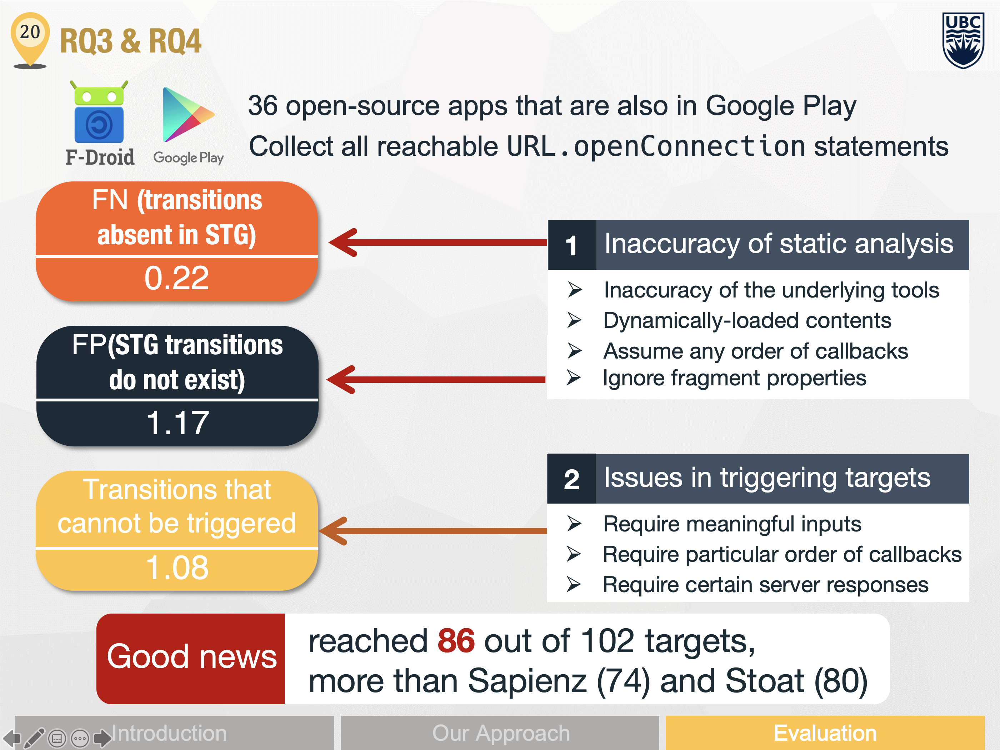 20
RQ3 & RQ4
UBC
F-Droid
Google Play
36 open-source apps that are also in Google Play
Collect all reachable URL.openConnection statements
FN (transitions
absent in STG)
0.22
FP(STG transitions
do not exist)
1.17
Transitions that
cannot be triggered
1.08
1 Inaccuracy of static analysis
➢ Inaccuracy of the underlying tools
➢ Dynamically-loaded contents
➢ Assume any order of callbacks
➢ Ignore fragment properties
2 Issues in triggering targets
➢ Require meaningful inputs
➢ Require particular order of callbacks
➢ Require certain server responses
Good news
reached 86 out of 102 targets,
more than Sapienz (74) and Stoat (80)
Introduction
Our Approach
Evaluation